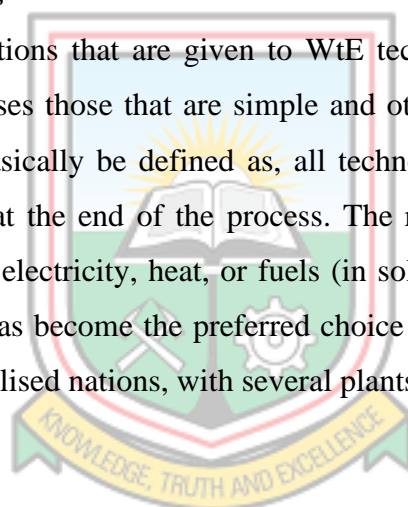 tions that are given to WtE tec
ses those that are simple and ot
asically be defined as, all techn
at the end of the process. The r
electricity, heat, or fuels (in sol
as become the preferred choice
lised nations, with several plants
KNOWLEDGE, TRUTH AND EXCELLENCE